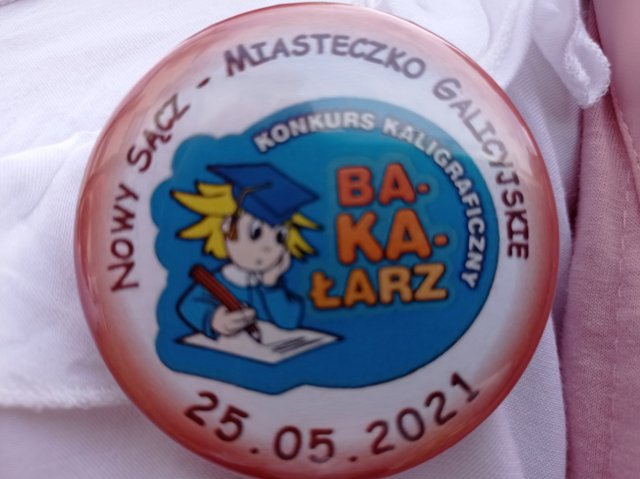 NOWY SĄCZ - MIASTECZKO GALICYJSKIE
KONKURS KALIGRAFICZNY
BA-
KA-
ŁARZ
25.05.2021